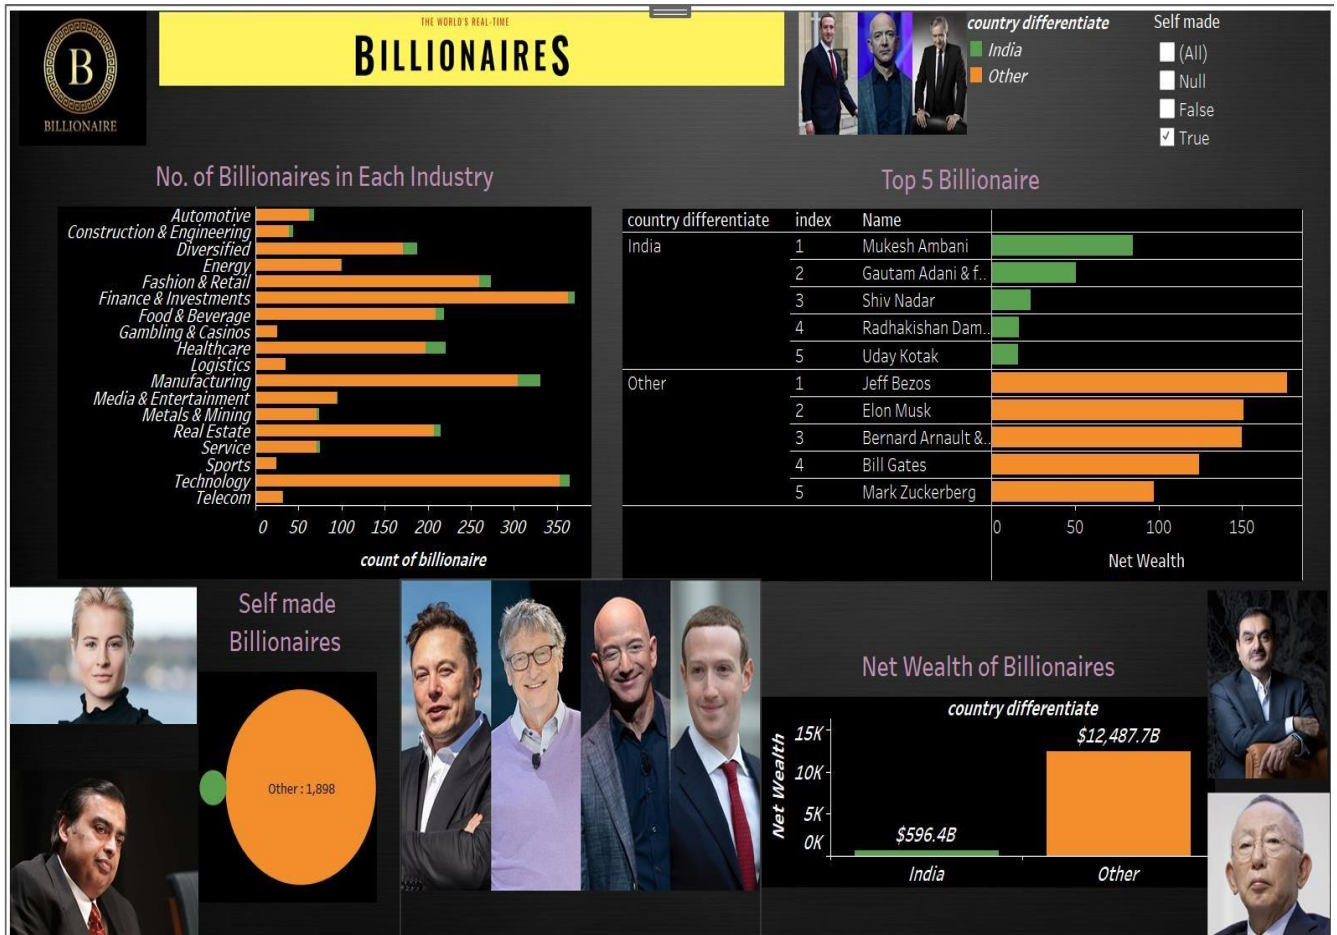 B
BILLIONAIRE
THE WORLD'S REAL-TIME
BILLIONAIRES
country differentiate
India
Other
Self made
(All)
Null
False
True
No. of Billionaires in Each Industry
Automotive
Construction & Engineering
Diversified
Energy
Fashion & Retail
Finance & Investments
Food & Beverage
Gambling & Casinos
Healthcare
Logistics
Manufacturing
Media & Entertainment
Metals & Mining
Real Estate
Service
Sports
Technology
Telecom
0 50 100 150 200 250 300 350
count of billionaire
Top 5 Billionaire
country differentiate index Name
India 1 Mukesh Ambani
2 Gautam Adani & f..
3 Shiv Nadar
4 Radhakishan Dam..
5 Uday Kotak
Other 1 Jeff Bezos
2 Elon Musk
3 Bernard Arnault &..
4 Bill Gates
5 Mark Zuckerberg
0 50 100 150
Net Wealth
Self made
Billionaires
Other : 1,898
Net Wealth of Billionaires
country differentiate
Net Wealth
15K
10K
5K
0K
$596.4B
$12,487.7B
India Other